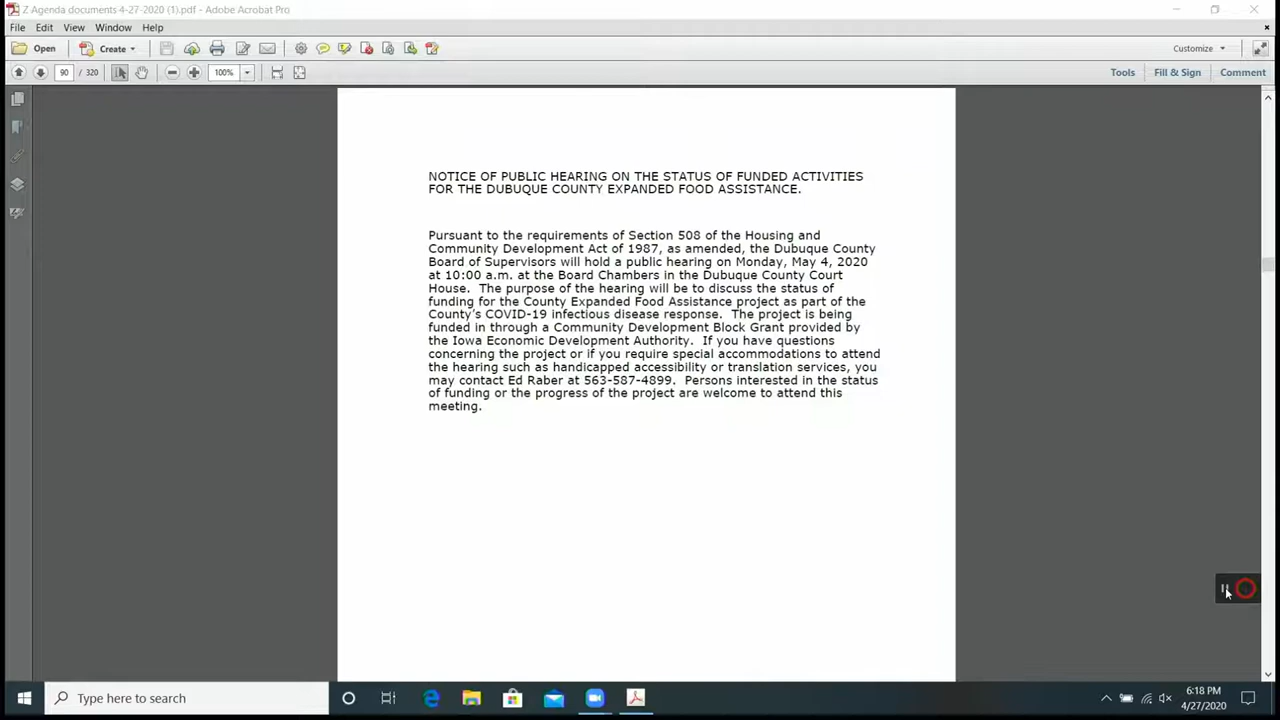 Z Agenda documents 4-27-2020 (1).pdf - Adobe Acrobat Pro
File Edit View Window Help
Open Create Customize
90 / 320 100% Tools Fill & Sign Comment
NOTICE OF PUBLIC HEARING ON THE STATUS OF FUNDED ACTIVITIES
FOR THE DUBUQUE COUNTY EXPANDED FOOD ASSISTANCE.
Pursuant to the requirements of Section 508 of the Housing and
Community Development Act of 1987, as amended, the Dubuque County
Board of Supervisors will hold a public hearing on Monday, May 4, 2020
at 10:00 a.m. at the Board Chambers in the Dubuque County Court
House.  The purpose of the hearing will be to discuss the status of
funding for the County Expanded Food Assistance project as part of the
County's COVID-19 infectious disease response.  The project is being
funded in through a Community Development Block Grant provided by
the Iowa Economic Development Authority.  If you have questions
concerning the project or if you require special accommodations to attend
the hearing such as handicapped accessibility or translation services, you
may contact Ed Raber at 563-587-4899.  Persons interested in the status
of funding or the progress of the project are welcome to attend this
meeting.
Type here to search
6:18 PM
4/27/2020